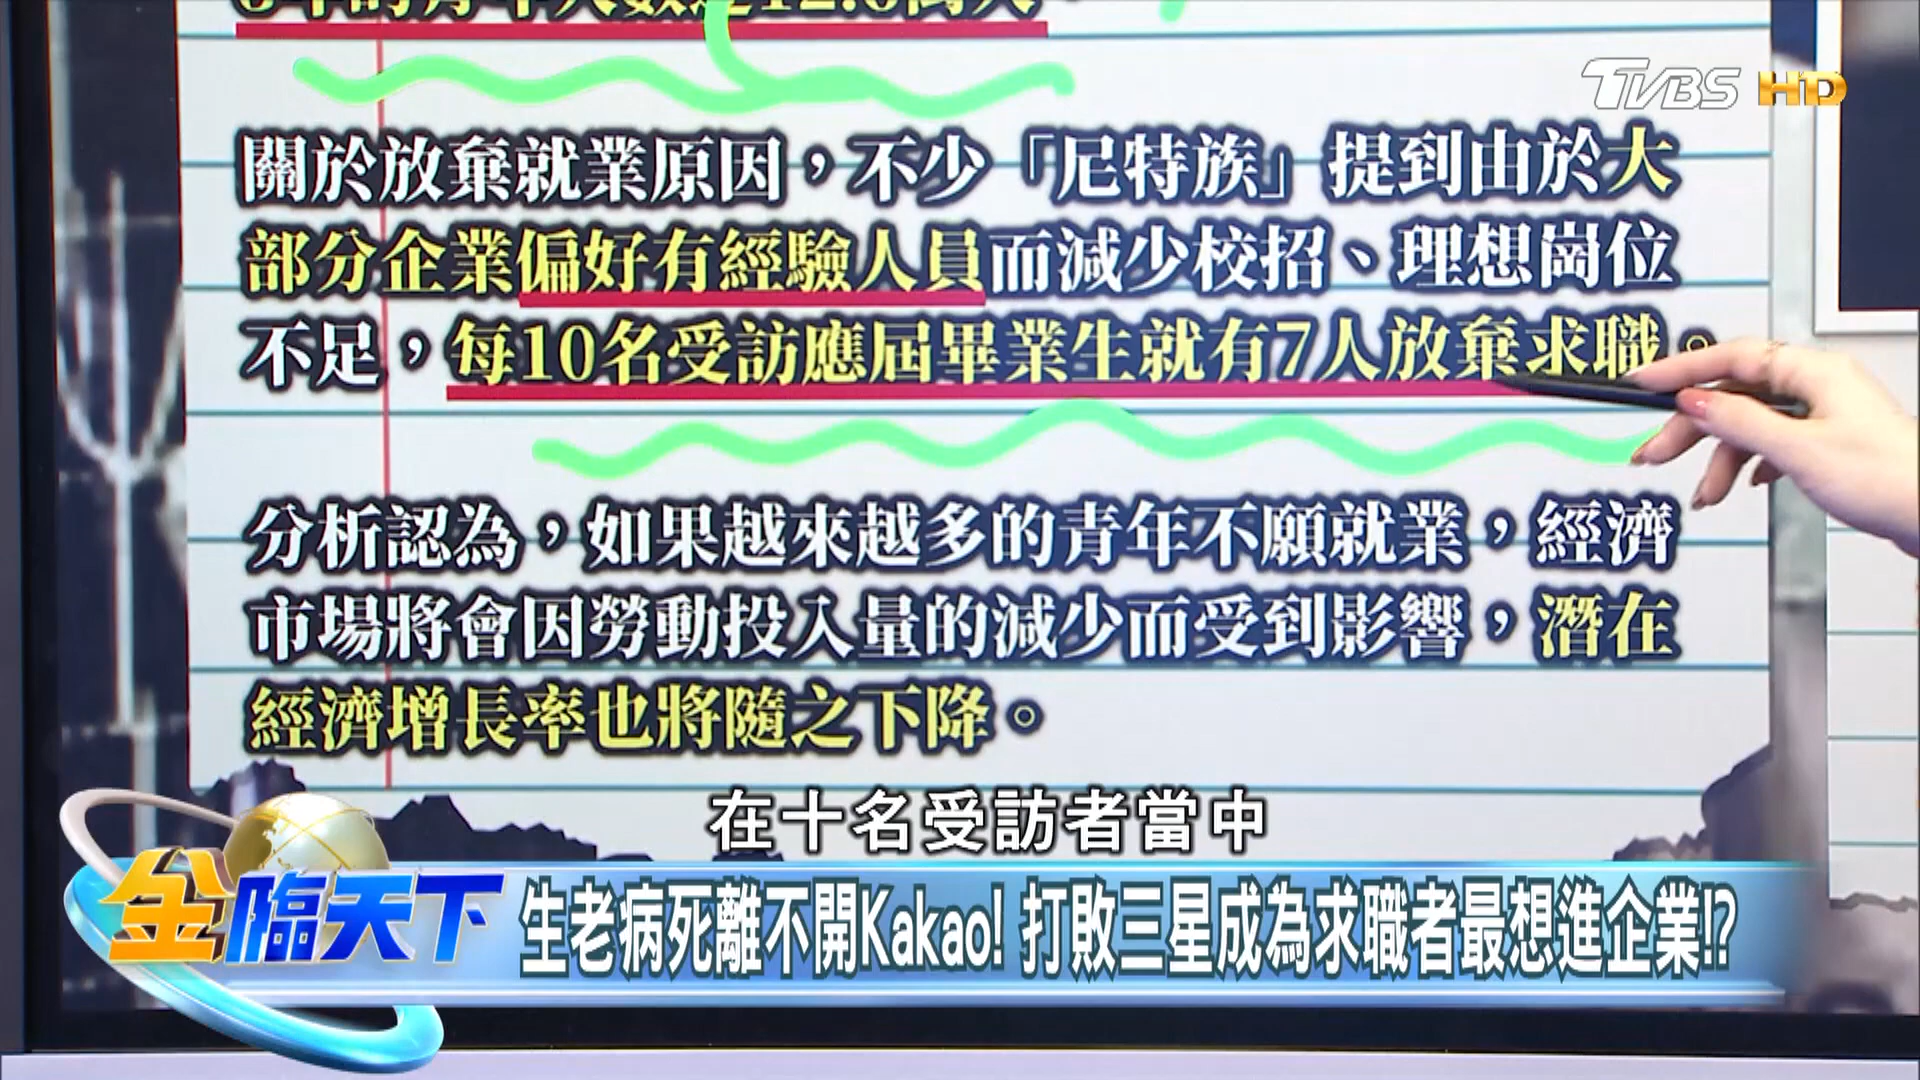 TVBS HD
關於放棄就業原因，不少「尼特族」提到由於大
部分企業偏好有經驗人員而減少校招、理想崗位
不足，每10名受訪應屆畢業生就有7人放棄求職。
分析認為，如果越來越多的青年不願就業，經濟
市場將會因勞動投入量的減少而受到影響，潛在
經濟增長率也將隨之下降。
在十名受訪者當中
金臨天下
生老病死離不開Kakao! 打敗三星成為求職者最想進企業!?